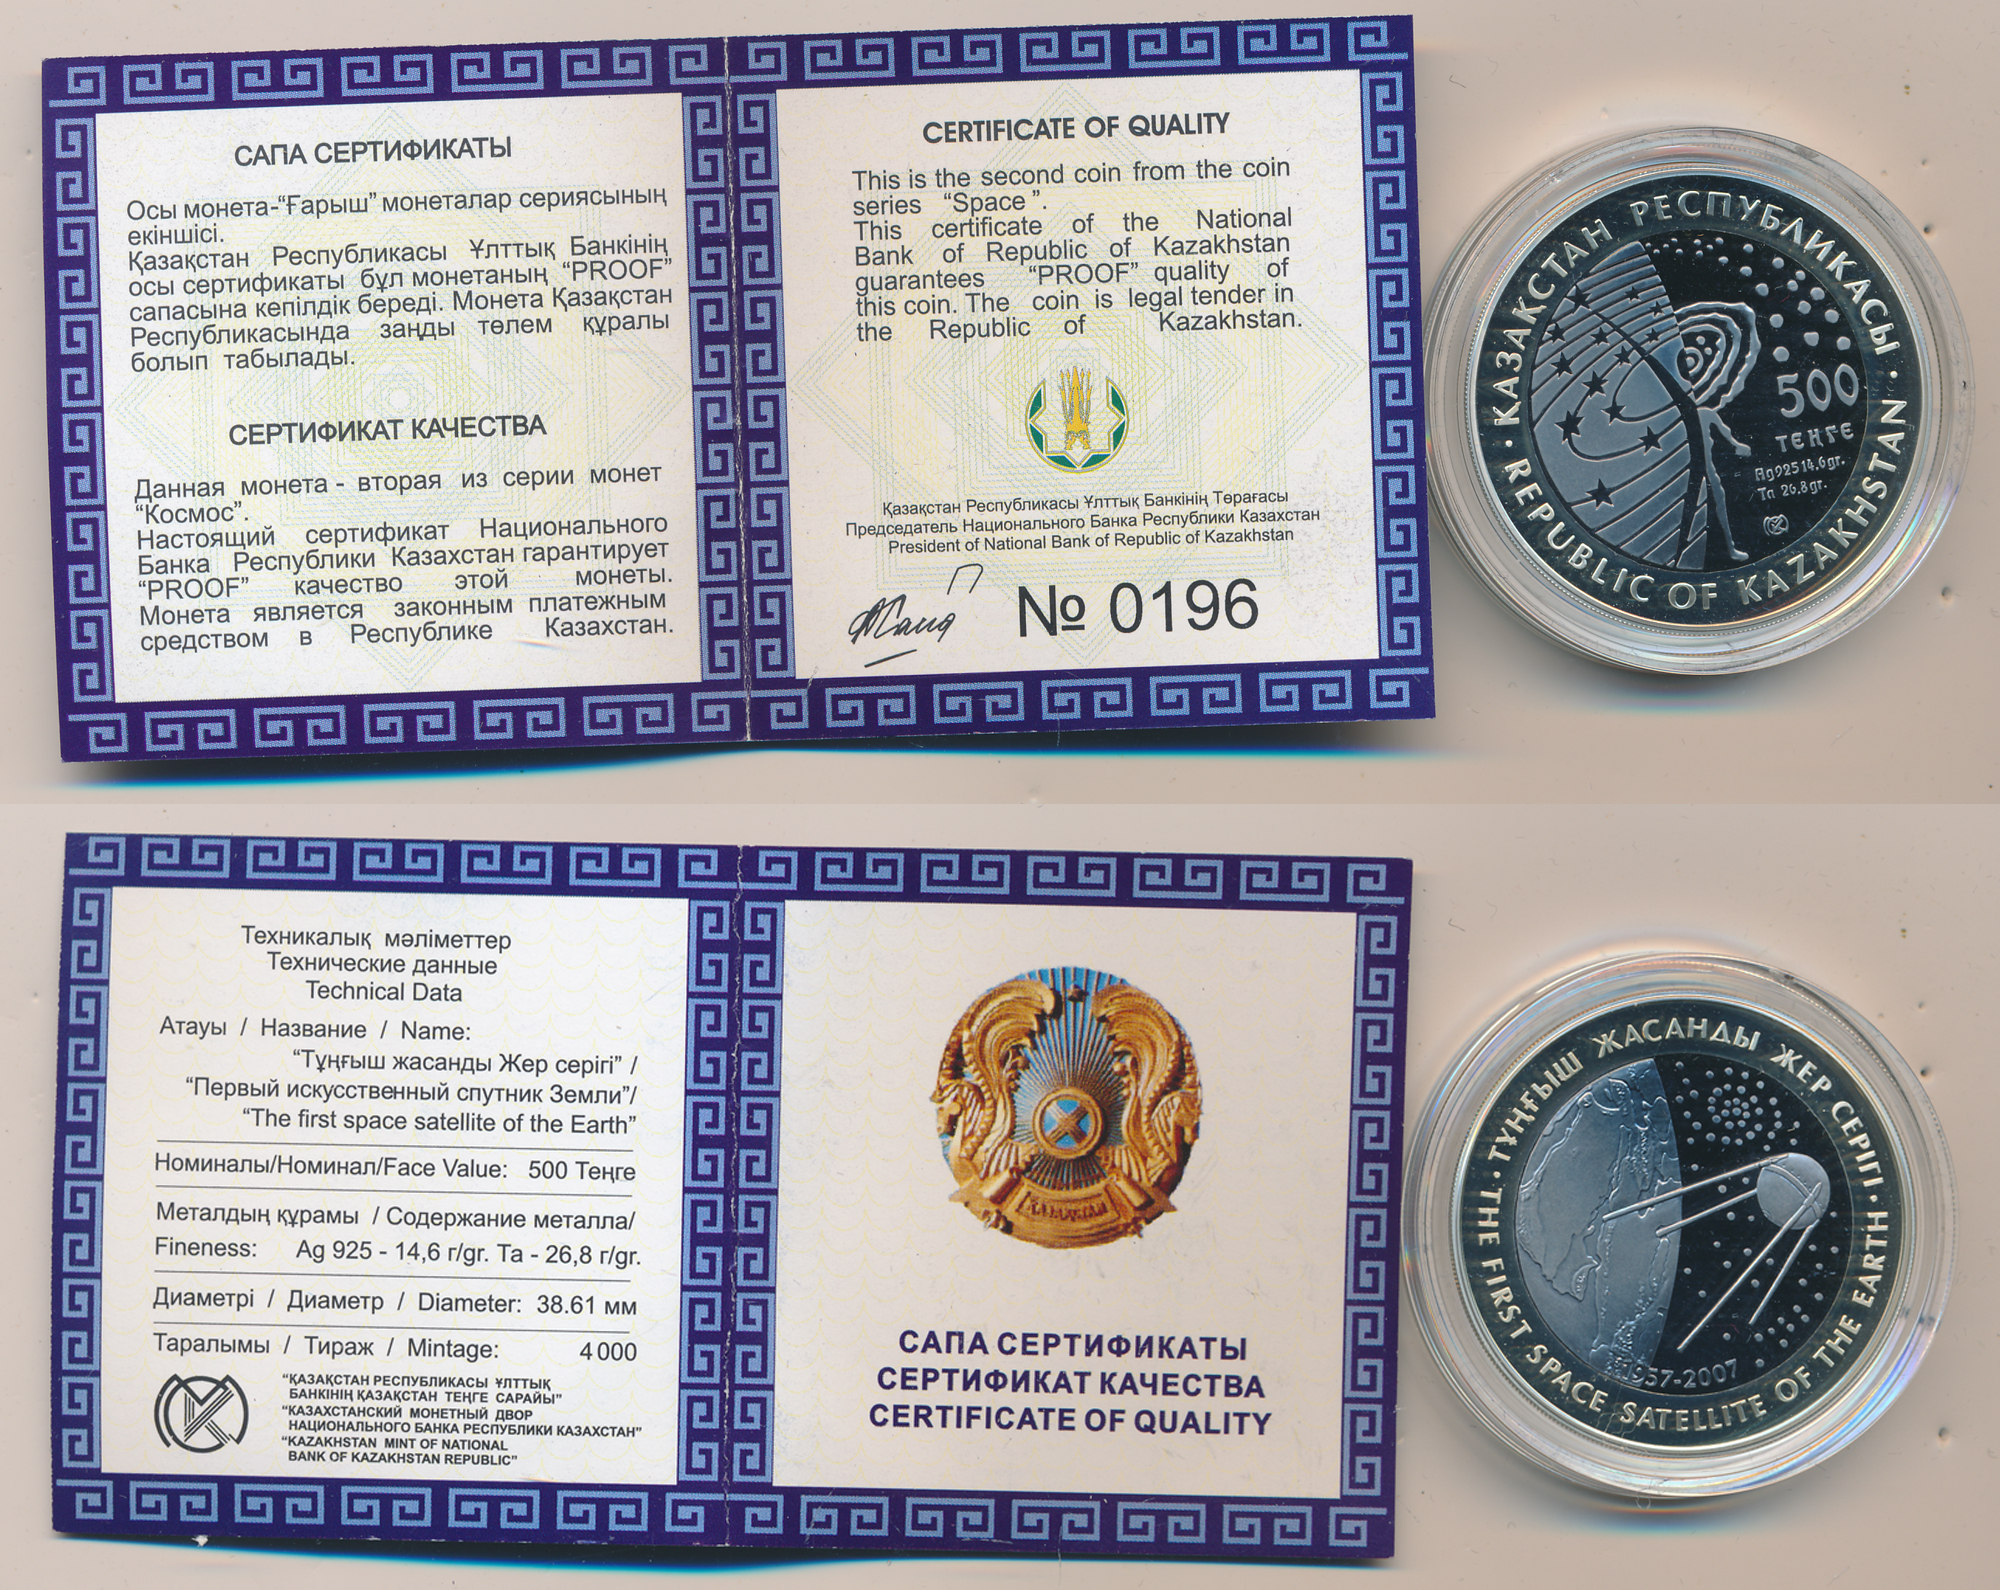 САПА СЕРТИФИКАТЫ
Осы монета-“Ғарыш” монеталар сериясының
екіншісі.
Қазақстан Республикасы Ұлттық Банкінің
осы сертификаты бұл монетаның “PROOF”
сапасына кепілдік береді. Монета Қазақстан
Республикасында заңды төлем құралы
болып табылады.
СЕРТИФИКАТ КАЧЕСТВА
Данная монета - вторая из серии монет
“Космос”.
Настоящий сертификат Национального
Банка Республики Казахстан гарантирует
“PROOF” качество этой монеты.
Монета является законным платежным
средством в Республике Казахстан.
CERTIFICATE OF QUALITY
This is the second coin from the coin
series “Space ”.
This certificate of the National
Bank of Republic of Kazakhstan
guarantees “PROOF” quality of
this coin. The coin is legal tender in
the Republic of Kazakhstan.
Қазақстан Республикасы Ұлттық Банкінің Төрағасы
Председатель Национального Банка Республики Казахстан
President of National Bank of Republic of Kazakhstan
№ 0196
ҚАЗАҚСТАН РЕСПУБЛИКАСЫ
500
ТЕҢГЕ
Ag925 14.6gr.
Ta 26.8gr.
REPUBLIC OF KAZAKHSTAN
Техникалық мәліметтер
Технические данные
Technical Data
Атауы / Название / Name:
“Тұңғыш жасанды Жер серігі” /
“Первый искусственный спутник Земли”/
“The first space satellite of the Earth”
Номиналы/Номинал/Face Value: 500 Теңге
Металдың құрамы / Содержание металла/
Fineness: Ag 925 - 14,6 г/gr. Ta - 26,8 г/gr.
Диаметрі / Диаметр / Diameter: 38.61 мм
Таралымы / Тираж / Mintage: 4 000
“ҚАЗАҚСТАН РЕСПУБЛИКАСЫ ҰЛТТЫҚ
БАНКІНІҢ ҚАЗАҚСТАН ТЕҢГЕ САРАЙЫ”
“КАЗАХСТАНСКИЙ МОНЕТНЫЙ ДВОР
НАЦИОНАЛЬНОГО БАНКА РЕСПУБЛИКИ КАЗАХСТАН”
“KAZAKHSTAN MINT OF NATIONAL
BANK OF KAZAKHSTAN REPUBLIC”
САПА СЕРТИФИКАТЫ
СЕРТИФИКАТ КАЧЕСТВА
CERTIFICATE OF QUALITY
ТҰҢҒЫШ ЖАСАНДЫ ЖЕР СЕРІГІ
1957-2007
THE FIRST SPACE SATELLITE OF THE EARTH